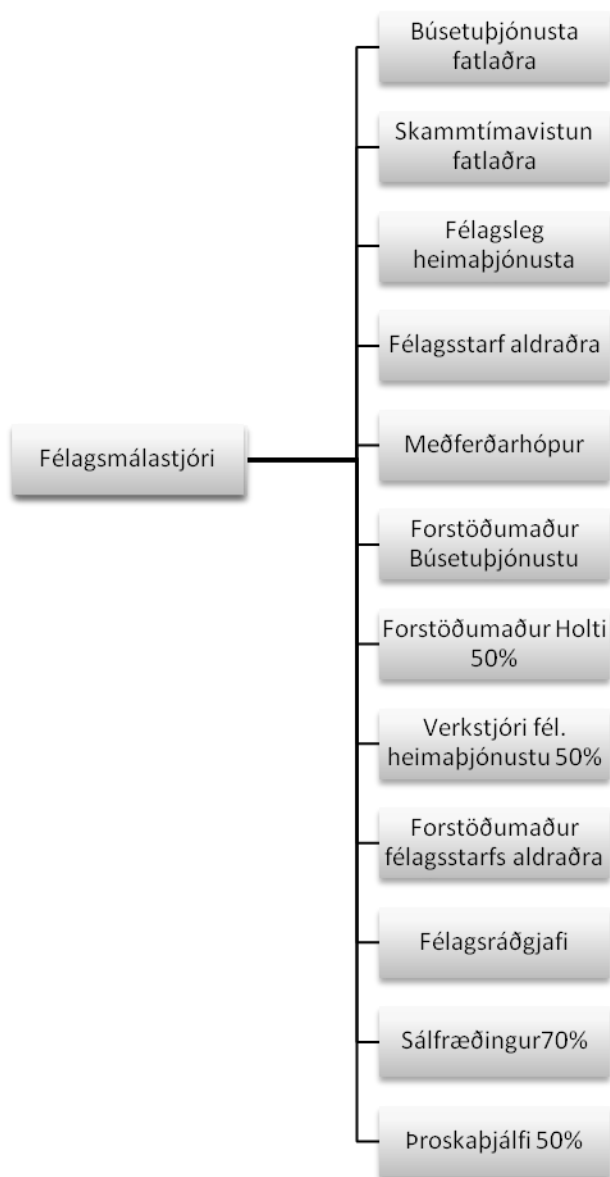 Félagsmálastjóri
Búsetuþjónusta
fatlaðra
Skammtímavistun
fatlaðra
Félagsleg
heimaþjónusta
Félagsstarf aldraðra
Meðferðarhópur
Forstöðumaður
Búsetuþjónustu
Forstöðumaður Holti
50%
Verkstjóri fél.
heimaþjónustu 50%
Forstöðumaður
félagsstarfs aldraðra
Félagsráðgjafi
Sálfræðingur70%
Þroskaþjálfi 50%